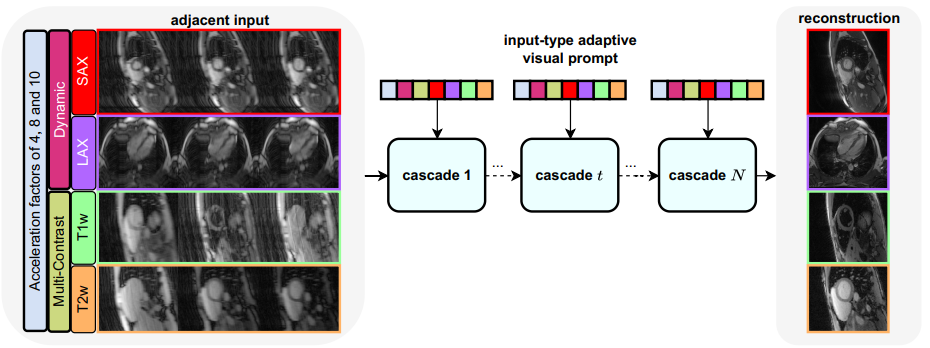 adjacent input
reconstruction
input-type adaptive
visual prompt
Acceleration factors of 4, 8 and 10
Dynamic
Multi-Contrast
SAX
LAX
T1w
T2w
cascade 1
...
cascade t
...
cascade N